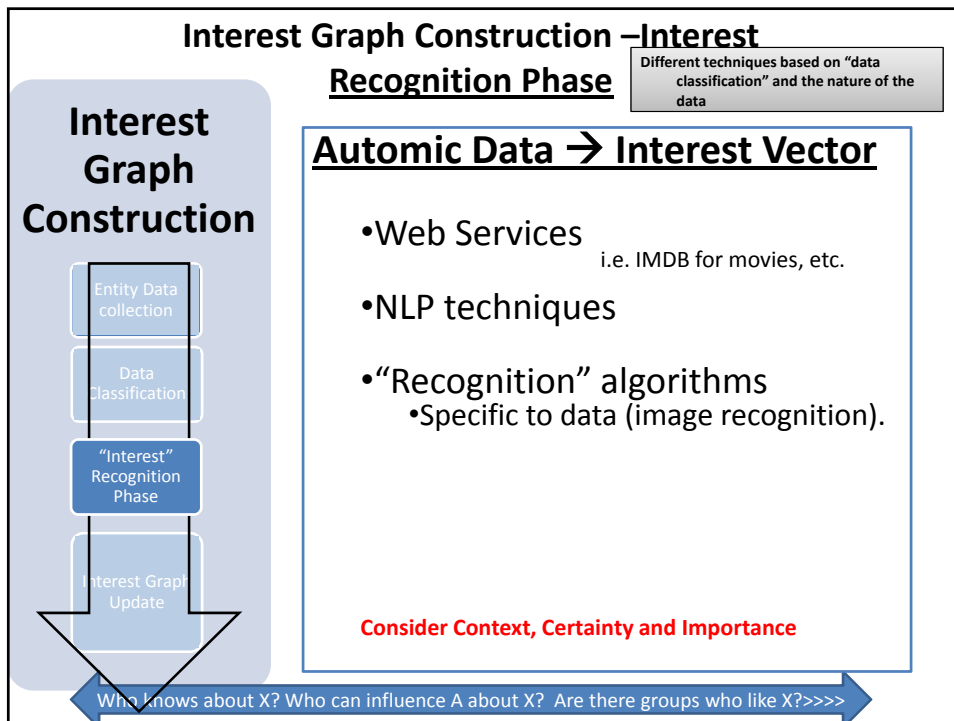 Interest Graph Construction –Interest
Recognition Phase
Different techniques based on “data
classification” and the nature of the
data
Interest
Graph
Construction
Entity Data
collection
Data
Classification
“Interest”
Recognition
Phase
Interest Graph
Update
Automic Data → Interest Vector
•Web Services
i.e. IMDB for movies, etc.
•NLP techniques
•“Recognition” algorithms
•Specific to data (image recognition).
Consider Context, Certainty and Importance
Who knows about X? Who can influence A about X? Are there groups who like X?>>>>